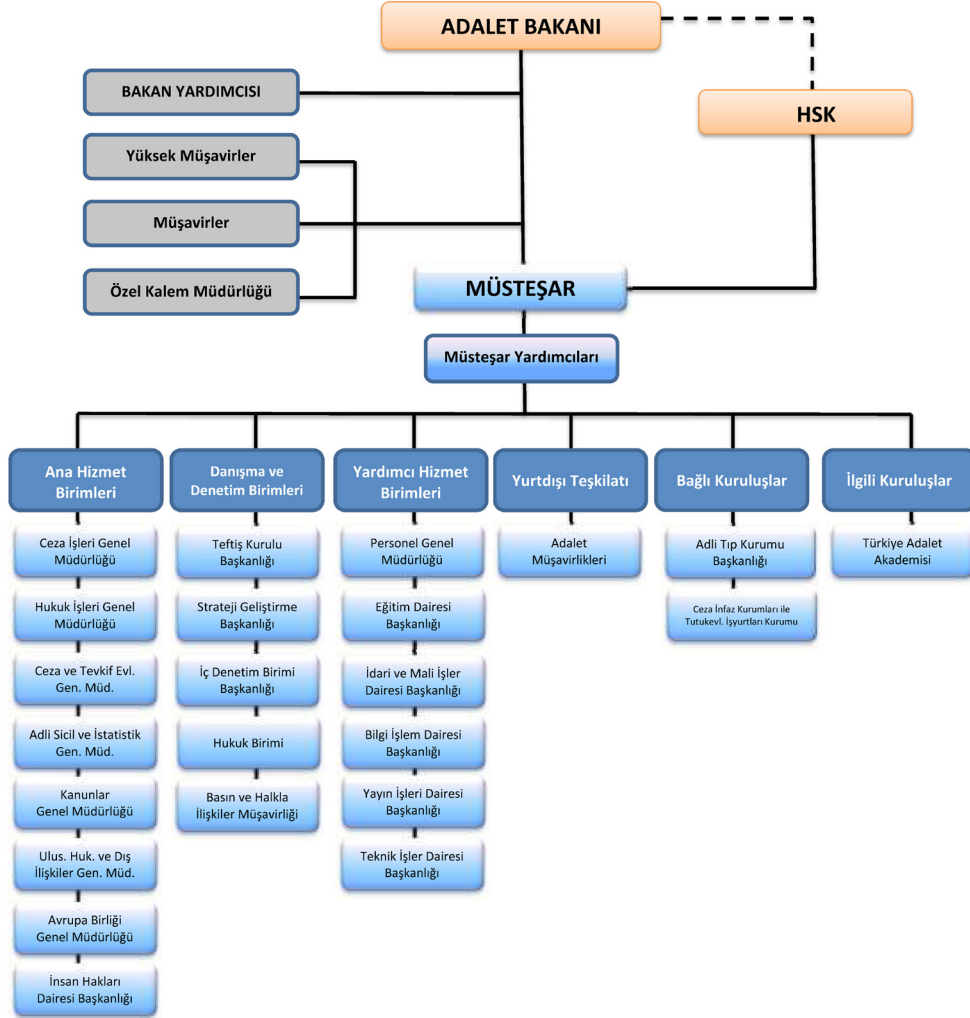 ADALET BAKANI
BAKAN YARDIMCISI
HSK
Yüksek Müşavirler
Müşavirler
Özel Kalem Müdürlüğü
MÜSTEŞAR
Müsteşar Yardımcıları
Ana Hizmet
Birimleri
Ceza İşleri Genel
Müdürlüğü
Hukuk İşleri Genel
Müdürlüğü
Ceza ve Tevkif Evl.
Gen. Müd.
Adli Sicil ve İstatistik
Gen. Müd.
Kanunlar
Genel Müdürlüğü
Ulus. Huk. ve Dış
İlişkiler Gen. Müd.
Avrupa Birliği
Genel Müdürlüğü
İnsan Hakları
Dairesi Başkanlığı
Danışma ve
Denetim Birimleri
Teftiş Kurulu
Başkanlığı
Strateji Geliştirme
Başkanlığı
İç Denetim Birimi
Başkanlığı
Hukuk Birimi
Basın ve Halkla
İlişkiler Müşavirliği
Yardımcı Hizmet
Birimleri
Personel Genel
Müdürlüğü
Eğitim Dairesi
Başkanlığı
İdari ve Mali İşler
Dairesi Başkanlığı
Bilgi İşlem Dairesi
Başkanlığı
Yayın İşleri Dairesi
Başkanlığı
Teknik İşler Dairesi
Başkanlığı
Yurtdışı Teşkilatı
Adalet
Müşavirlikleri
Bağlı Kuruluşlar
Adli Tıp Kurumu
Başkanlığı
Ceza İnfaz Kurumları ile
Tutukevl. İşyurtları Kurumu
İlgili Kuruluşlar
Türkiye Adalet
Akademisi